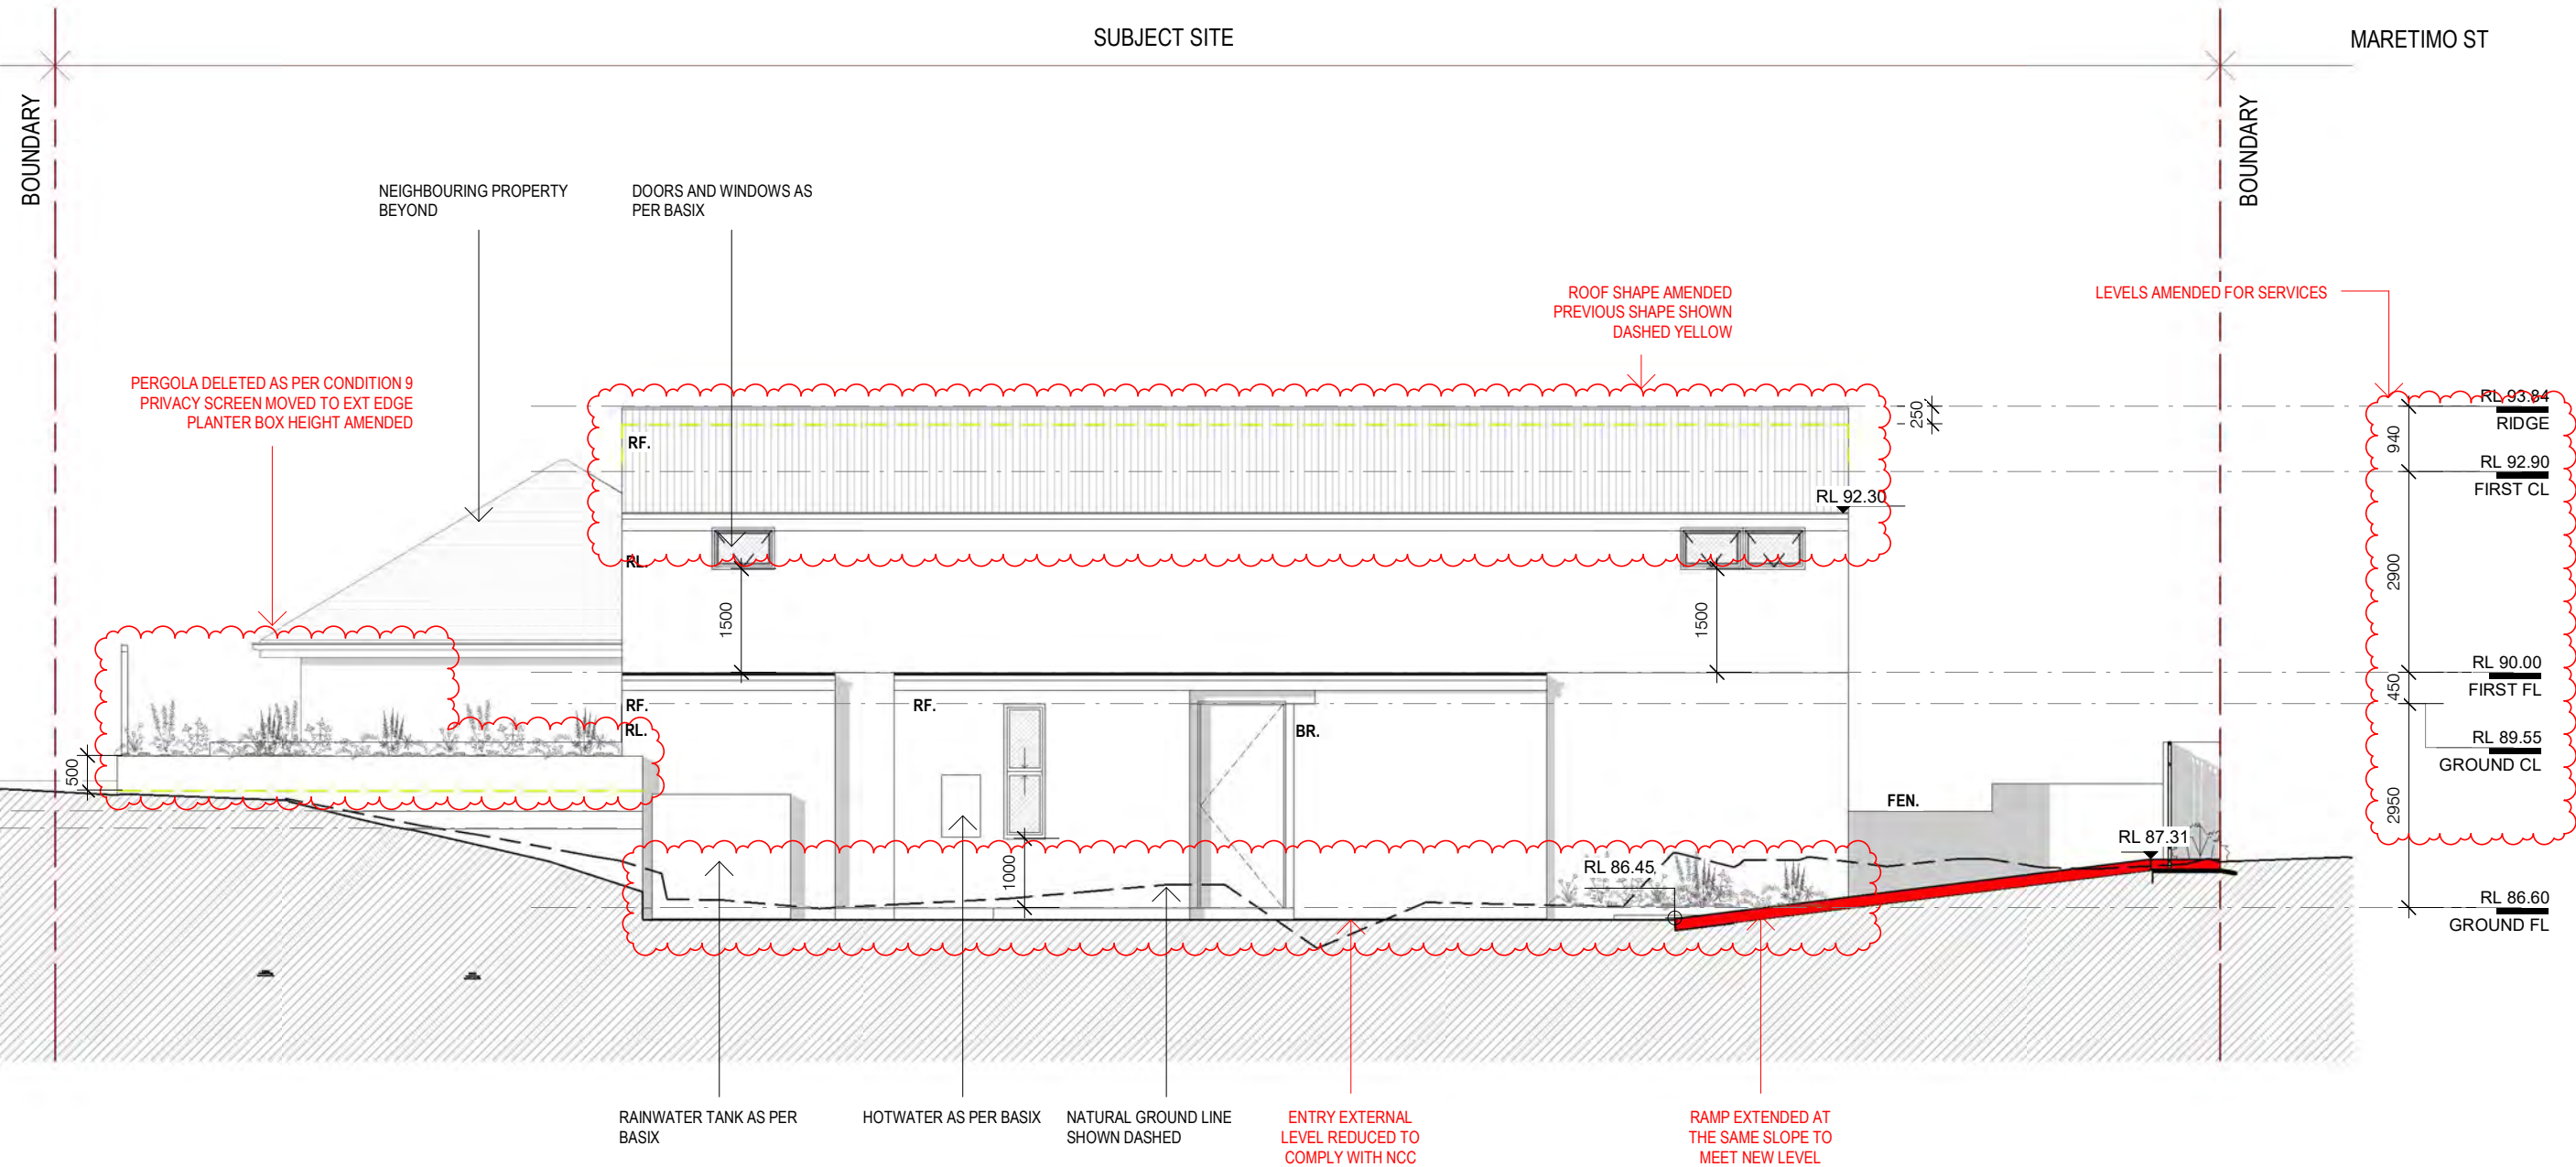 SUBJECT SITE
MARETIMO ST
BOUNDARY
BOUNDARY
NEIGHBOURING PROPERTY
BEYOND
DOORS AND WINDOWS AS
PER BASIX
ROOF SHAPE AMENDED
PREVIOUS SHAPE SHOWN
DASHED YELLOW
LEVELS AMENDED FOR SERVICES
PERGOLA DELETED AS PER CONDITION 9
PRIVACY SCREEN MOVED TO EXT EDGE
PLANTER BOX HEIGHT AMENDED
RL 93.84
RIDGE
250
940
RF.
RL 92.90
FIRST CL
RL 92.30
RL.
2900
1500
1500
RL 90.00
FIRST FL
450
RF.
RL.
RF.
BR.
RL 89.55
GROUND CL
500
FEN.
2950
RL 87.31
RL 86.45
1000
RL 86.60
GROUND FL
RAINWATER TANK AS PER
BASIX
HOTWATER AS PER BASIX
NATURAL GROUND LINE
SHOWN DASHED
ENTRY EXTERNAL
LEVEL REDUCED TO
COMPLY WITH NCC
RAMP EXTENDED AT
THE SAME SLOPE TO
MEET NEW LEVEL